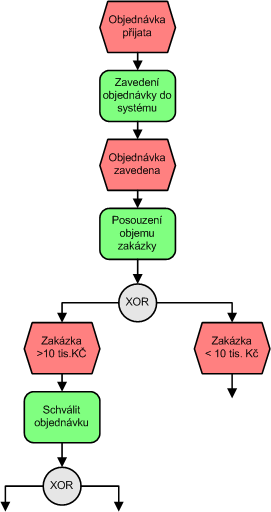 Objednávka
přijata
Zavedení
objednávky do
systému
Objednávka
zavedena
Posouzení
objemu
zakázky
XOR
Zakázka
>10 tis.KČ
Zakázka
< 10 tis. Kč
Schválit
objednávku
XOR